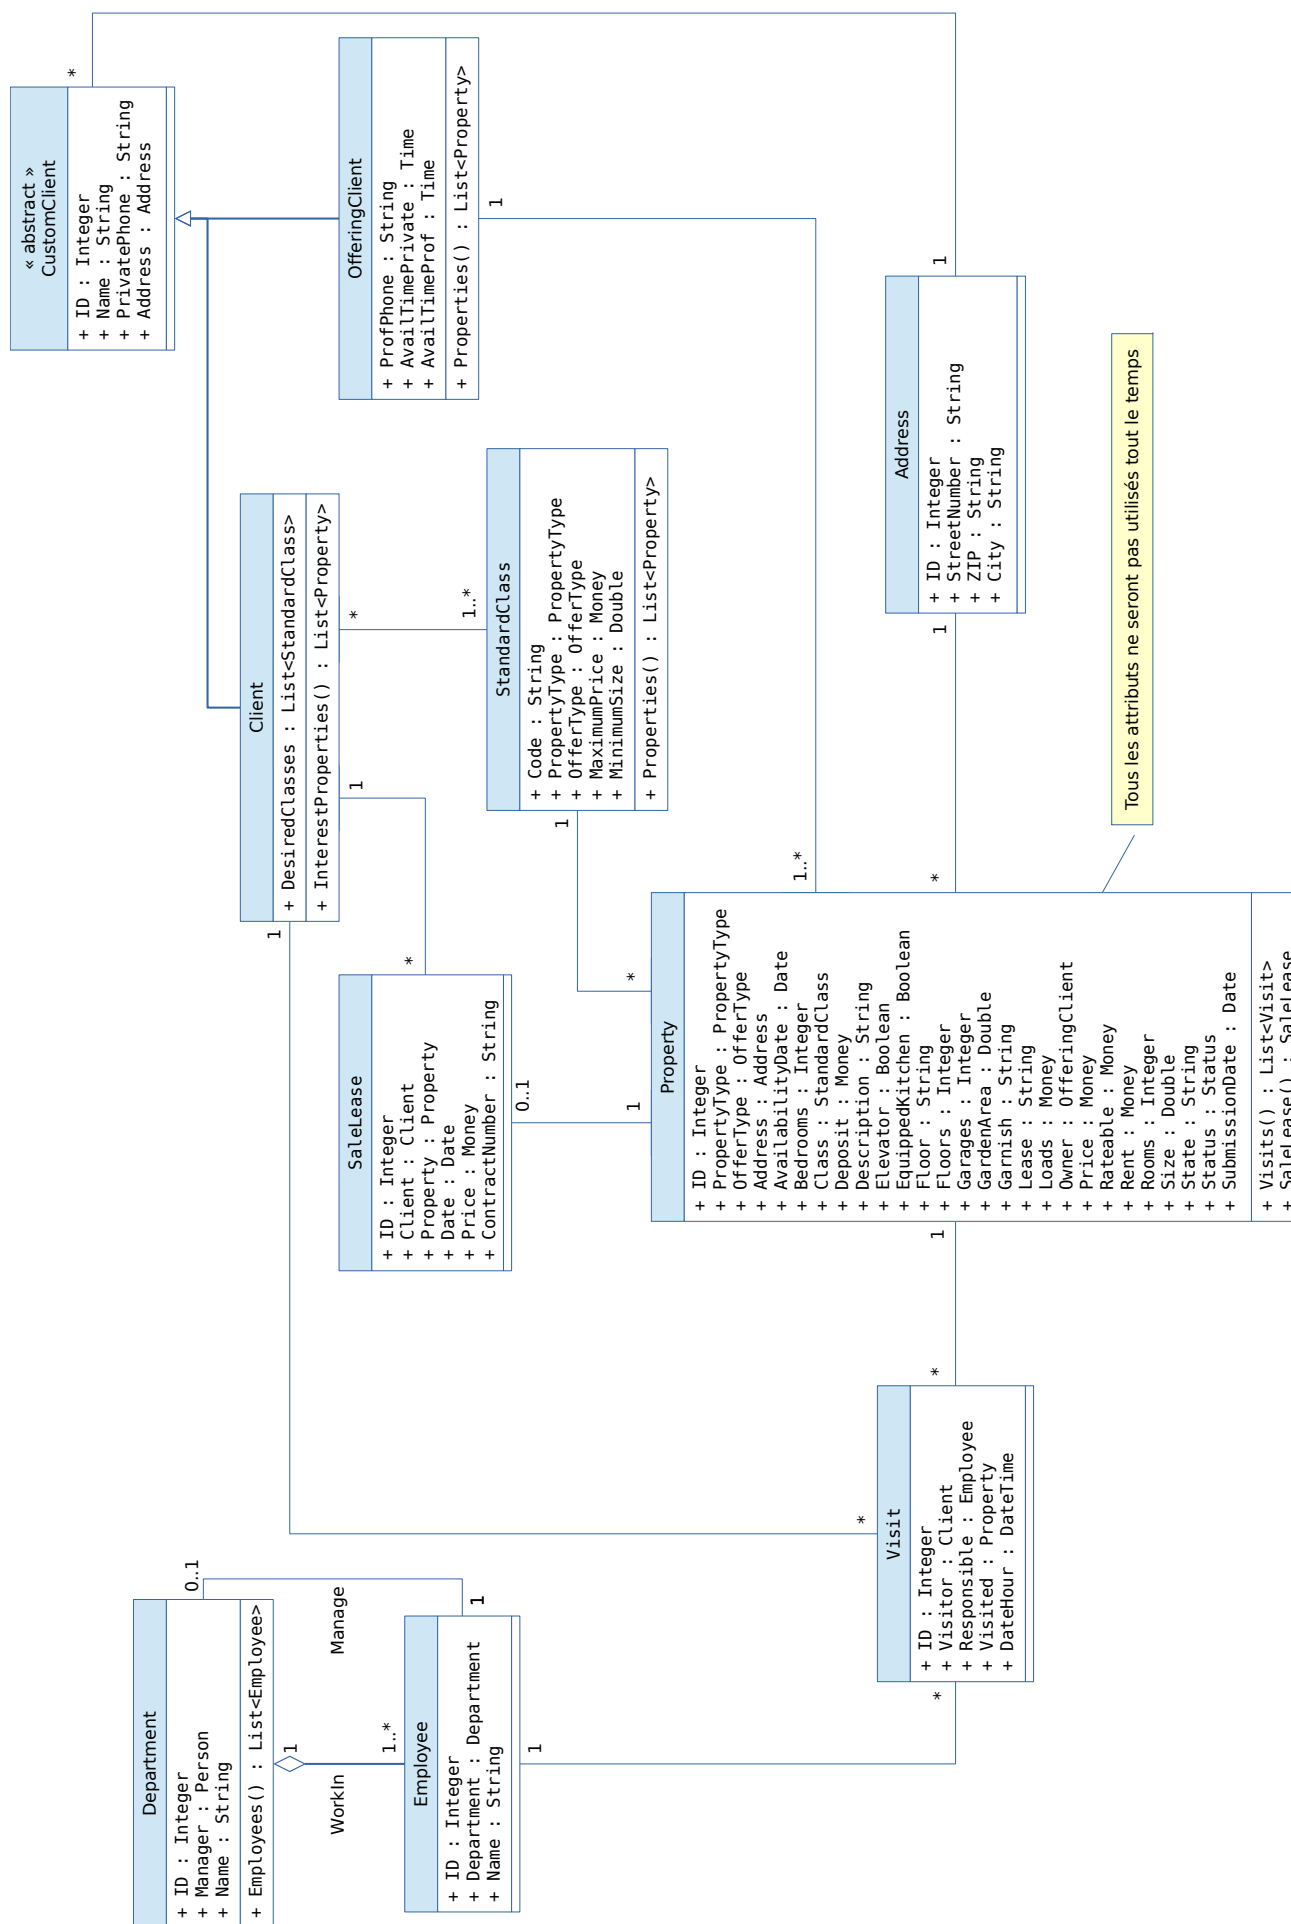 Department
+ ID : Integer
+ Manager : Person
+ Name : String
+ Employees() : List<Employee>
0..1
1
WorkIn
Manage
1..*
1
Employee
+ ID : Integer
+ Department : Department
+ Name : String
1
*
Visit
+ ID : Integer
+ Visitor : Client
+ Responsible : Employee
+ Visited : Property
+ DateHour : DateTime
*
*
1
SaleLease
+ ID : Integer
+ Client : Client
+ Property : Property
+ Date : Date
+ Price : Money
+ ContractNumber : String
*
0..1
1
Property
+ ID : Integer
+ PropertyType : PropertyType
+ OfferType : OfferType
+ Address : Address
+ AvailabilityDate : Date
+ Bedrooms : Integer
+ Class : StandardClass
+ Deposit : Money
+ Description : String
+ Elevator : Boolean
+ EquippedKitchen : Boolean
+ Floor : String
+ Floors : Integer
+ Garages : Integer
+ GardenArea : Double
+ Garnish : String
+ Lease : String
+ Loads : Money
+ Owner : OfferingClient
+ Price : Money
+ Rateable : Money
+ Rent : Money
+ Rooms : Integer
+ Size : Double
+ State : String
+ Status : Status
+ SubmissionDate : Date
+ Visits() : List<Visit>
+ SaleLease() : SaleLease
*
1..*
*
1
Client
+ DesiredClasses : List<StandardClass>
+ InterestProperties() : List<Property>
1
*
1..*
StandardClass
+ Code : String
+ PropertyType : PropertyType
+ OfferType : OfferType
+ MaximumPrice : Money
+ MinimumSize : Double
+ Properties() : List<Property>
1
« abstract »
CustomClient
+ ID : Integer
+ Name : String
+ PrivatePhone : String
+ Address : Address
*
OfferingClient
+ ProfPhone : String
+ AvailTimePrivate : Time
+ AvailTimeProf : Time
+ Properties() : List<Property>
1
1
Address
+ ID : Integer
+ StreetNumber : String
+ ZIP : String
+ City : String
1
Tous les attributs ne seront pas utilisés tout le temps